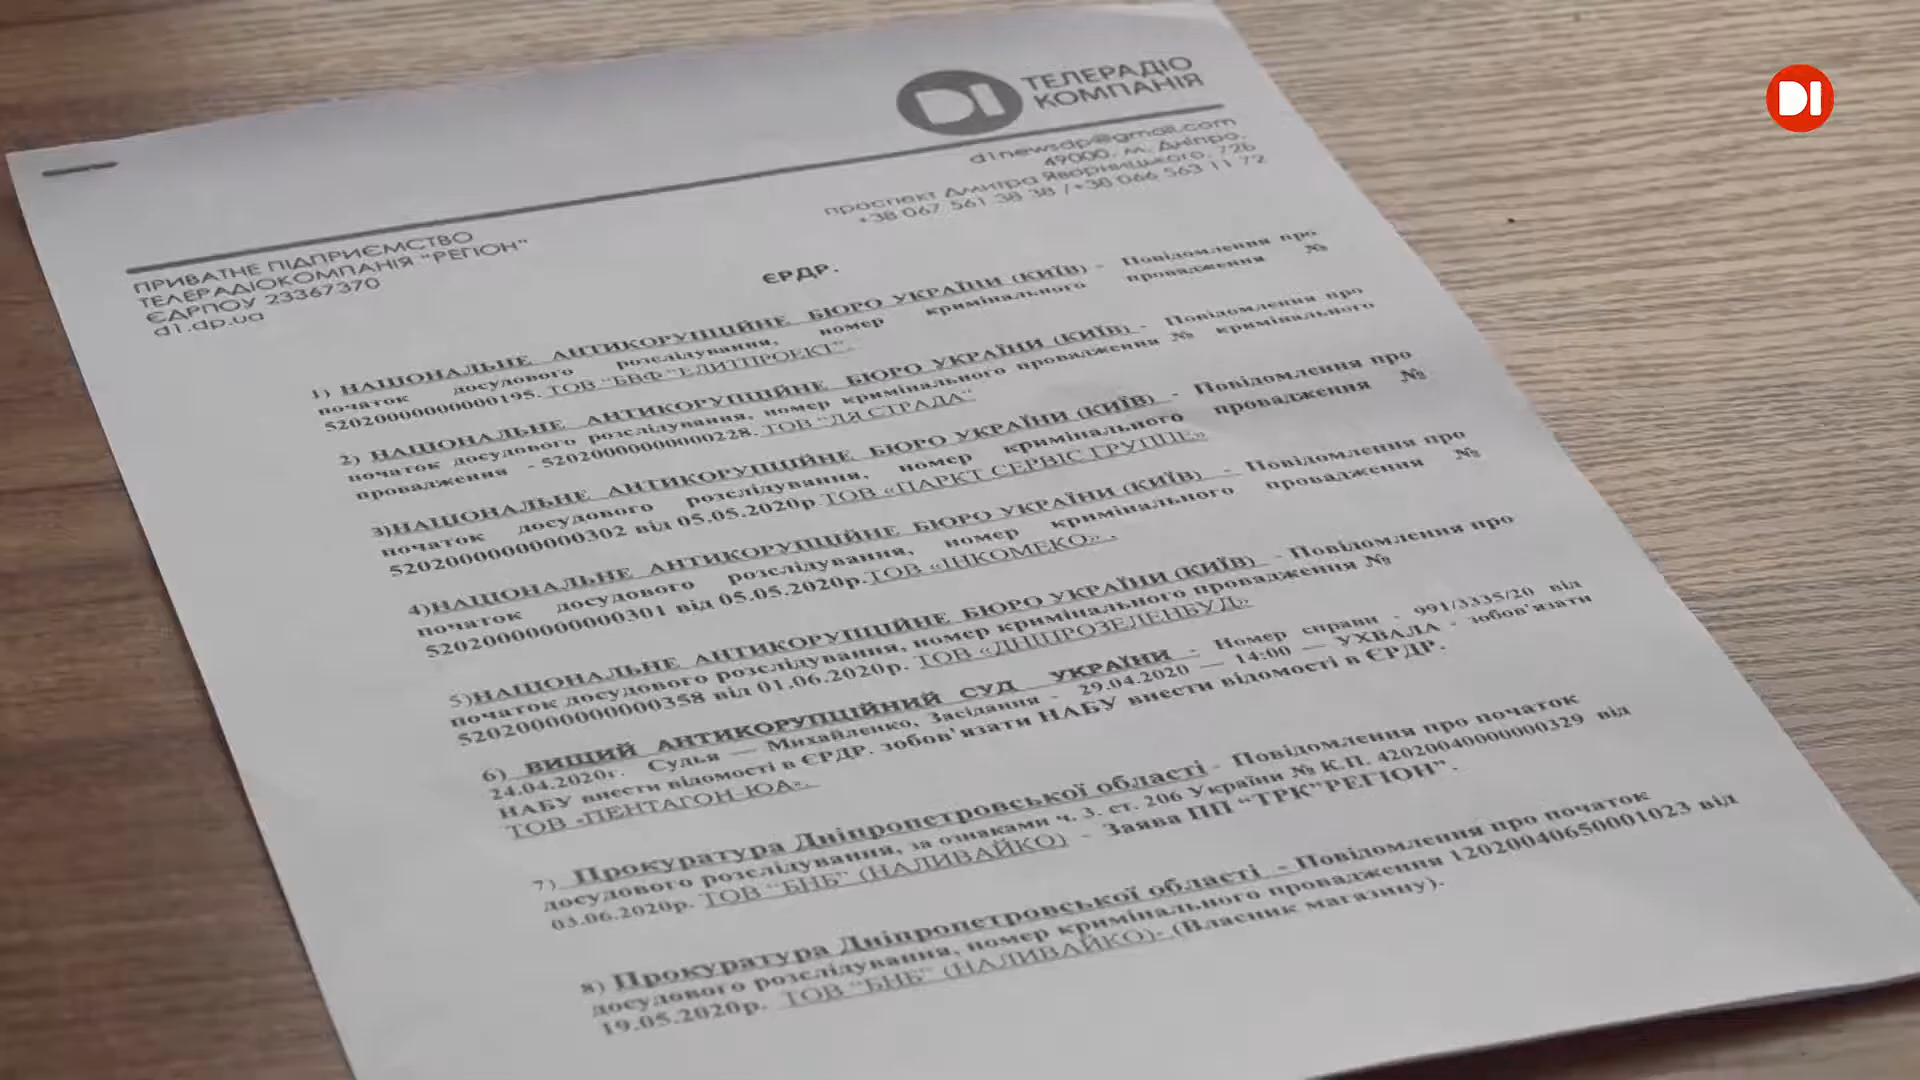 DI ТЕЛЕРАДІО
КОМПАНІЯ
DI
d1newsdp@gmail.com
49000, м. Дніпро,
проспект Дмитра Яворницького, 72б
+38 067 561 38 38 /+38 066 563 11 72
ПРИВАТНЕ ПІДПРИЄМСТВО
ТЕЛЕРАДІОКОМПАНІЯ "РЕГІОН"
ЄДРПОУ 23367370
d1.dp.ua
ЄРДР.
1) НАЦІОНАЛЬНЕ АНТИКОРУПЦІЙНЕ БЮРО УКРАЇНИ (КИЇВ) - Повідомлення про
початок досудового розслідування, номер кримінального провадження №
52020000000000195. ТОВ "БВФ "ЕЛИТПРОЕКТ".
2) НАЦІОНАЛЬНЕ АНТИКОРУПЦІЙНЕ БЮРО УКРАЇНИ (КИЇВ) - Повідомлення про
початок досудового розслідування, номер кримінального провадження № кримінального
провадження - 52020000000000228. ТОВ "ЛЯ СТРАДА"
3)НАЦІОНАЛЬНЕ АНТИКОРУПЦІЙНЕ БЮРО УКРАЇНИ (КИЇВ) - Повідомлення про
початок досудового розслідування, номер кримінального провадження №
52020000000000302 від 05.05.2020р ТОВ «ПАРКТ СЕРВІС ГРУППЕ»
4)НАЦІОНАЛЬНЕ АНТИКОРУПЦІЙНЕ БЮРО УКРАЇНИ (КИЇВ) - Повідомлення про
початок досудового розслідування, номер кримінального провадження №
52020000000000301 від 05.05.2020р.ТОВ «ІНКОМЕКО» .
5)НАЦІОНАЛЬНЕ АНТИКОРУПЦІЙНЕ БЮРО УКРАЇНИ (КИЇВ) - Повідомлення про
початок досудового розслідування, номер кримінального провадження №
52020000000000358 від 01.06.2020р. ТОВ «ДНІПРОЗЕЛЕНБУД»
6) ВИЩИЙ АНТИКОРУПЦІЙНИЙ СУД УКРАЇНИ - Номер справи - 991/3335/20 від
24.04.2020г. Судья — Михайленко, Засідання - 29.04.2020 — 14:00 — УХВАЛА - зобов'язати
НАБУ внести відомості в ЄРДР. зобов'язати НАБУ внести відомості в ЄРДР.
ТОВ -ПЕНТАГОН-ЮА-.
7) Прокуратура Дніпропетровської області - Повідомлення про початок
досудового розслідування, за ознаками ч. 3. ст. 206 України № К.П. 42020040000000329 від
03.06.2020р. ТОВ "БНБ" (НАЛИВАЙКО) - Заява ПП "ТРК"РЕГІОН".
8) Прокуратура Дніпропетровської області - Повідомлення про початок
досудового розслідування, номер кримінального провадження 12020040650001023 від
19.05.2020р. ТОВ "БНБ" (НАЛИВАЙКО)- (Власник магазину).